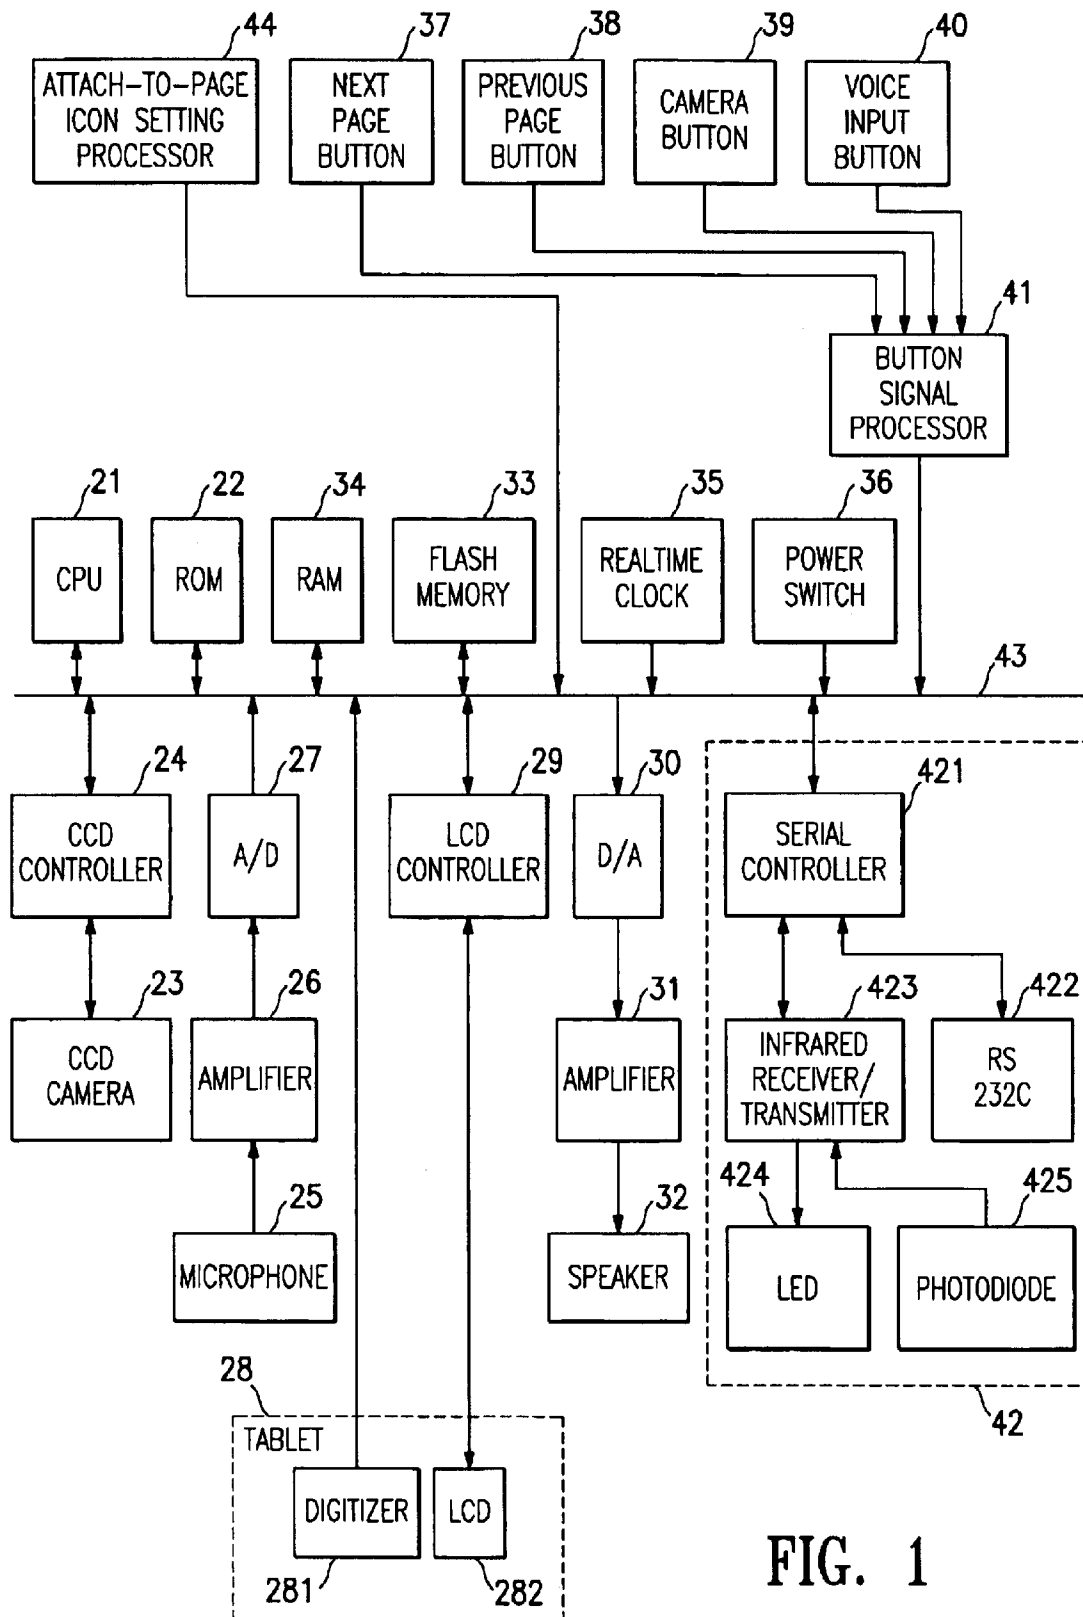 44 37 38 39 40
ATTACH-TO-PAGE
ICON SETTING
PROCESSOR
NEXT
PAGE
BUTTON
PREVIOUS
PAGE
BUTTON
CAMERA
BUTTON
VOICE
INPUT
BUTTON
41
BUTTON
SIGNAL
PROCESSOR
21 22 34 33 35 36
CPU
ROM
RAM
FLASH
MEMORY
REALTIME
CLOCK
POWER
SWITCH
43
24 27 29 30 421
CCD
CONTROLLER
A/D
LCD
CONTROLLER
D/A
SERIAL
CONTROLLER
23 26 31 423 422
CCD
CAMERA
AMPLIFIER
AMPLIFIER
INFRARED
RECEIVER/
TRANSMITTER
RS
232C
25 32 424 425
MICROPHONE
SPEAKER
LED
PHOTODIODE
28 42
TABLET
DIGITIZER
LCD
281 282
FIG. 1